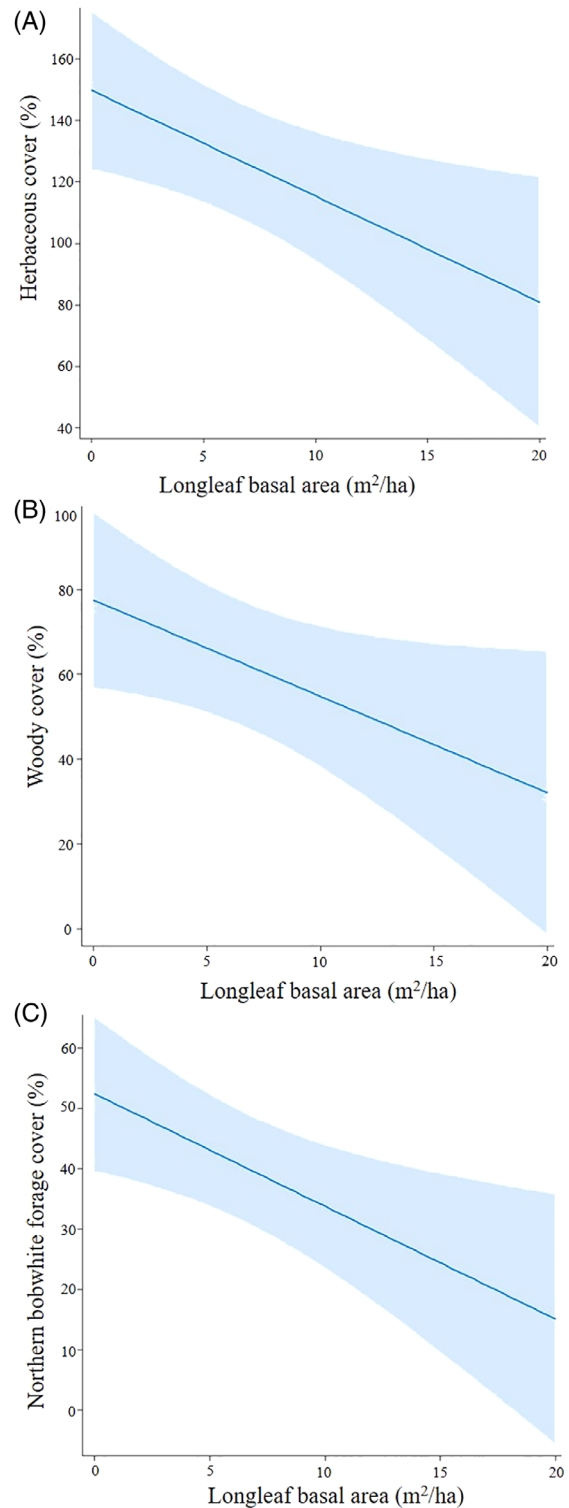 (A)
Herbaceous cover (%)
160
140
120
100
80
60
40
0 5 10 15 20
Longleaf basal area (m²/ha)
(B)
Woody cover (%)
100
80
60
40
20
0
0 5 10 15 20
Longleaf basal area (m²/ha)
(C)
Northern bobwhite forage cover (%)
60
50
40
30
20
10
0
0 5 10 15 20
Longleaf basal area (m²/ha)